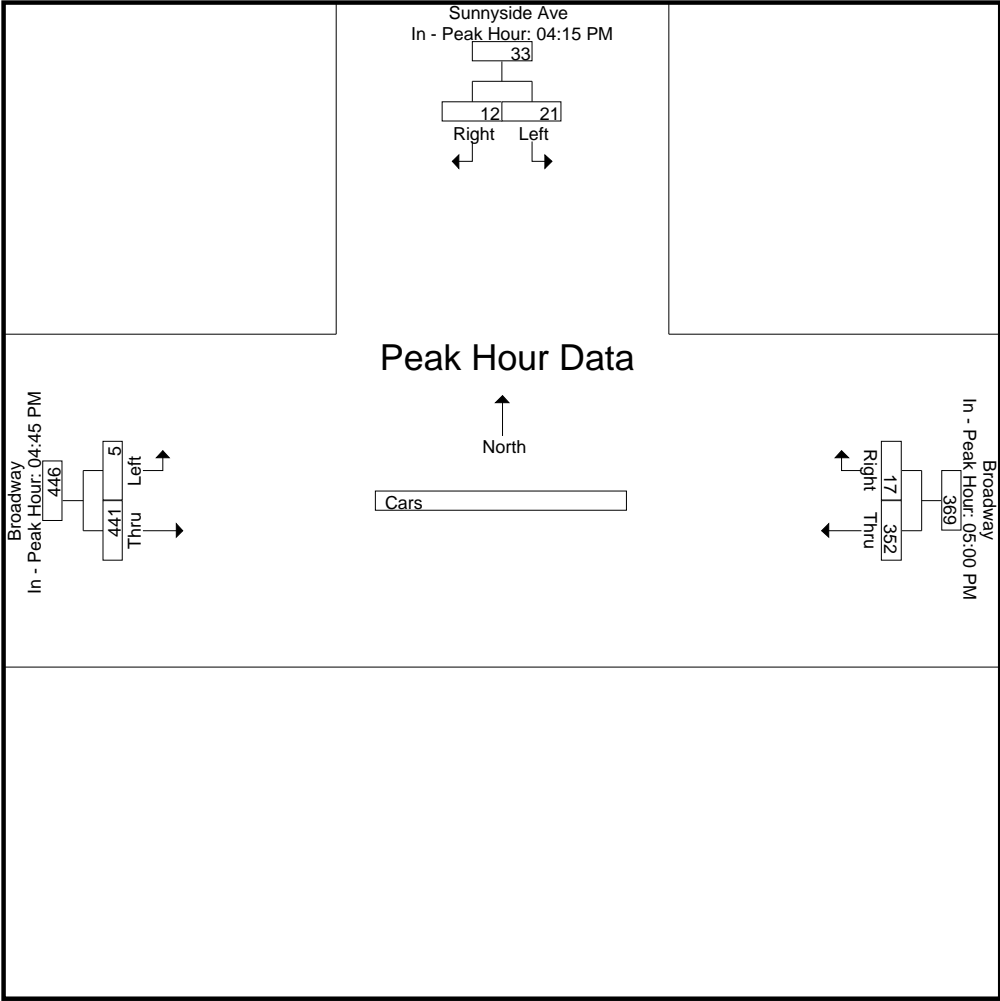 Sunnyside Ave
In - Peak Hour: 04:15 PM
33
12 21
Right Left
Peak Hour Data
North
Cars
Broadway
In - Peak Hour: 04:45 PM
446
5 441
Left Thru
Broadway
In - Peak Hour: 05:00 PM
369
17 352
Right Thru